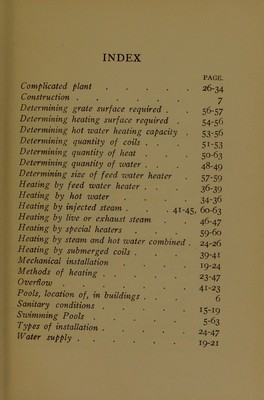 INDEX
PAGE.
Complicated plant . . . . . 26-34
Construction . . . . . . 7
Determining grate surface required . . 56-57
Determining heating surface required . 54-56
Determining hot water heating capacity . 53-56
Determining quantity of coils . . . 51-53
Determining quantity of heat . . . 50-63
Determining quantity of water . . . 48-49
Determining size of feed water heater . 57-59
Heating by feed water heater . . . 36-39
Heating by hot water . . . . 34-36
Heating by injected steam . . . 41-45, 60-63
Heating by live or exhaust steam . . 46-47
Heating by special heaters . . . 59-60
Heating by steam and hot water combined . 24-26
Heating by submerged coils . . . 39-41
Mechanical installation . . . . 19-24
Methods of heating . . . . . 23-47
Overflow . . . . . . 41-23
Pools, location of, in buildings . . . 6
Sanitary conditions . . . . . 15-19
Swimming Pools . . . . . 5-63
Types of installation . . . . . 24-47
Water supply . . . . . . 19-21